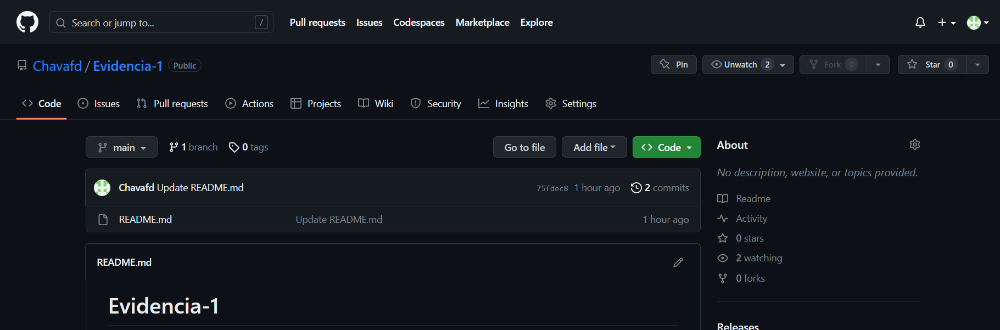 Search or jump to... / Pull requests Issues Codespaces Marketplace Explore
Chavafd / Evidencia-1 Public Pin Unwatch 2 Fork 0 Star 0
Code Issues Pull requests Actions Projects Wiki Security Insights Settings
main 1 branch 0 tags Go to file Add file Code
About
No description, website, or topics provided.
Chavafd Update README.md 75fdec8 1 hour ago 2 commits
README.md Update README.md 1 hour ago
Readme
Activity
0 stars
2 watching
0 forks
README.md
Evidencia-1
Releases